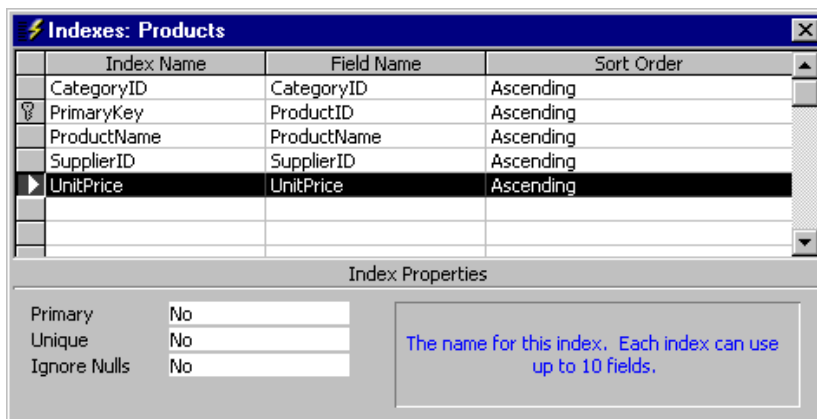 Indexes: Products
Index Name Field Name Sort Order
CategoryID CategoryID Ascending
PrimaryKey ProductID Ascending
ProductName ProductName Ascending
SupplierID SupplierID Ascending
UnitPrice UnitPrice Ascending
Index Properties
Primary No
Unique No
Ignore Nulls No
The name for this index. Each index can use
up to 10 fields.